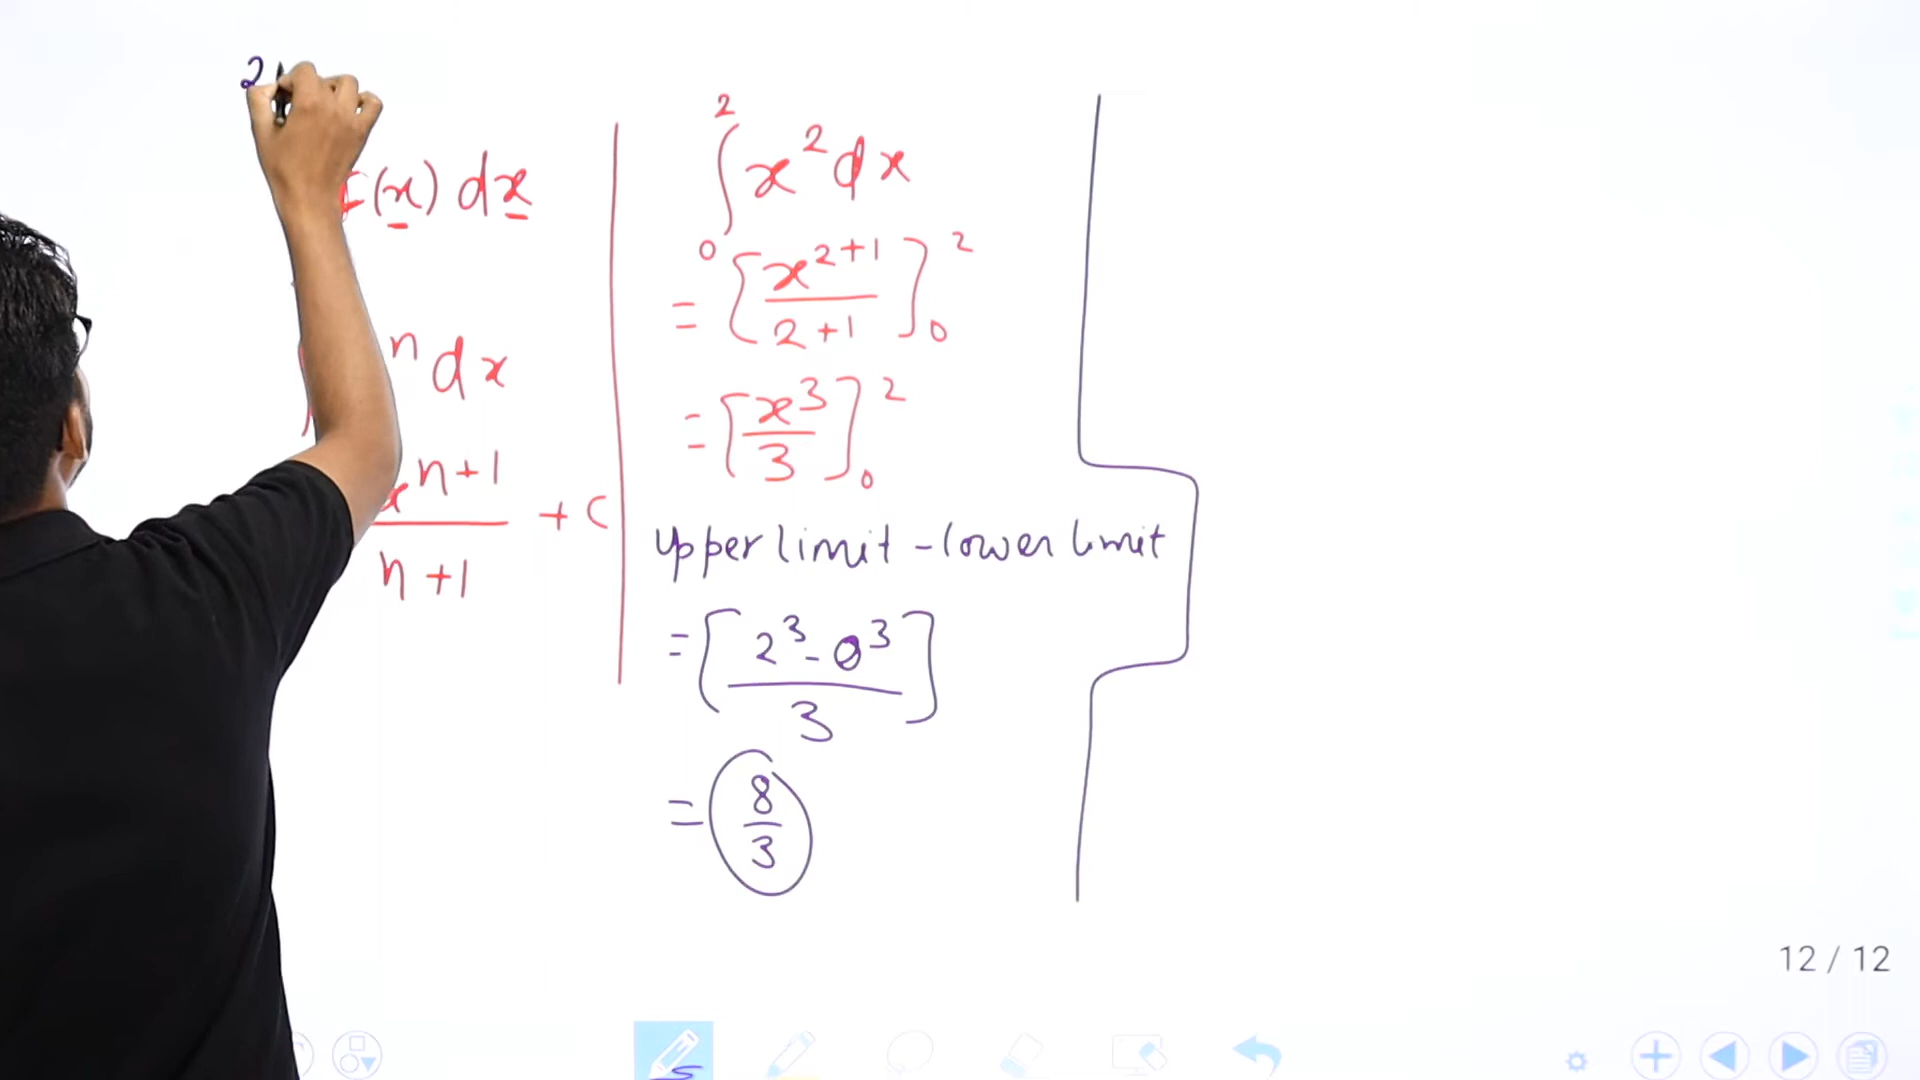 2
(x) dx
n dx
x^(n+1)
+ C
n+1
∫₀² x² dx
= [x^(2+1) / (2+1)]₀²
= [x³/3]₀²
Upper limit - lower limit
= [(2³ - 0³) / 3]
= 8/3
12 / 12